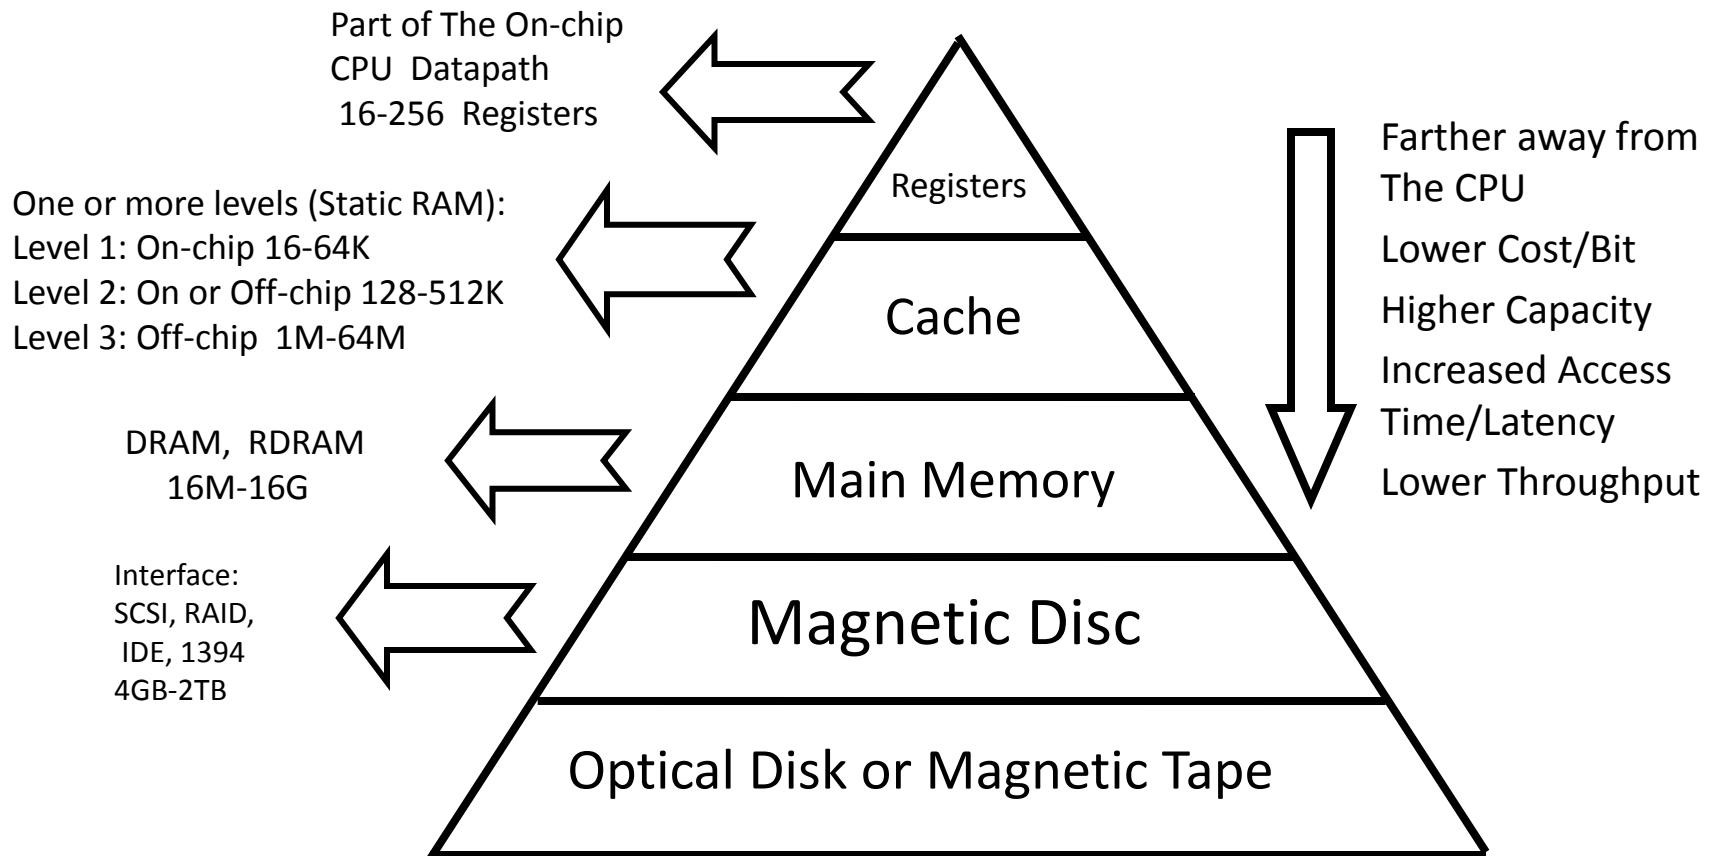 Part of The On-chip
CPU Datapath
16-256 Registers
One or more levels (Static RAM):
Level 1: On-chip 16-64K
Level 2: On or Off-chip 128-512K
Level 3: Off-chip 1M-64M
DRAM, RDRAM
16M-16G
Interface:
SCSI, RAID,
IDE, 1394
4GB-2TB
Registers
Cache
Main Memory
Magnetic Disc
Optical Disk or Magnetic Tape
Farther away from
The CPU
Lower Cost/Bit
Higher Capacity
Increased Access
Time/Latency
Lower Throughput